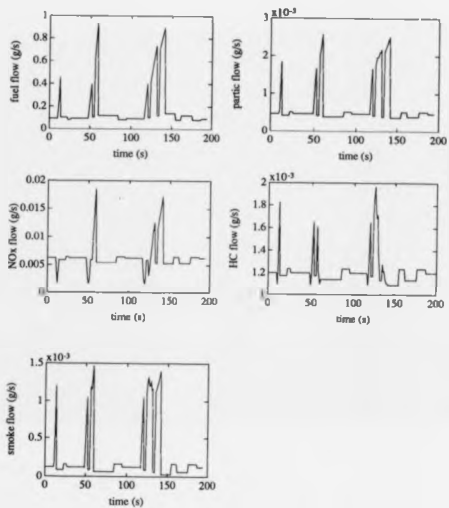 fuel flow (g/s)
1
0.8
0.6
0.4
0.2
0
0 50 100 150 200
time (s)
x10⁻³
partic flow (g/s)
3
2
1
0
0 50 100 150 200
time (s)
NOx flow (g/s)
0.02
0.015
0.01
0.005
0
0 50 100 150 200
time (s)
x10⁻³
HC flow (g/s)
2
1.8
1.6
1.4
1.2
1
0 50 100 150 200
time (s)
x10⁻³
smoke flow (g/s)
1.5
1
0.5
0
0 50 100 150 200
time (s)